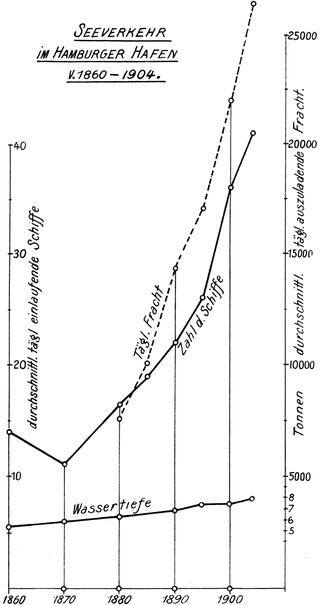 SEEVERKEHR
IM HAMBURGER HAFEN
V. 1860–1904.
25000
20000
15000
10000
5000
8
7
6
5
Tonnen durchschnittl. tägl. auszuladende Fracht.
40
30
20
10
durchschnittl. tägl einlaufende Schiffe
Tägl. Fracht
Zahl d. Schiffe
Wassertiefe
1860 1870 1880 1890 1900